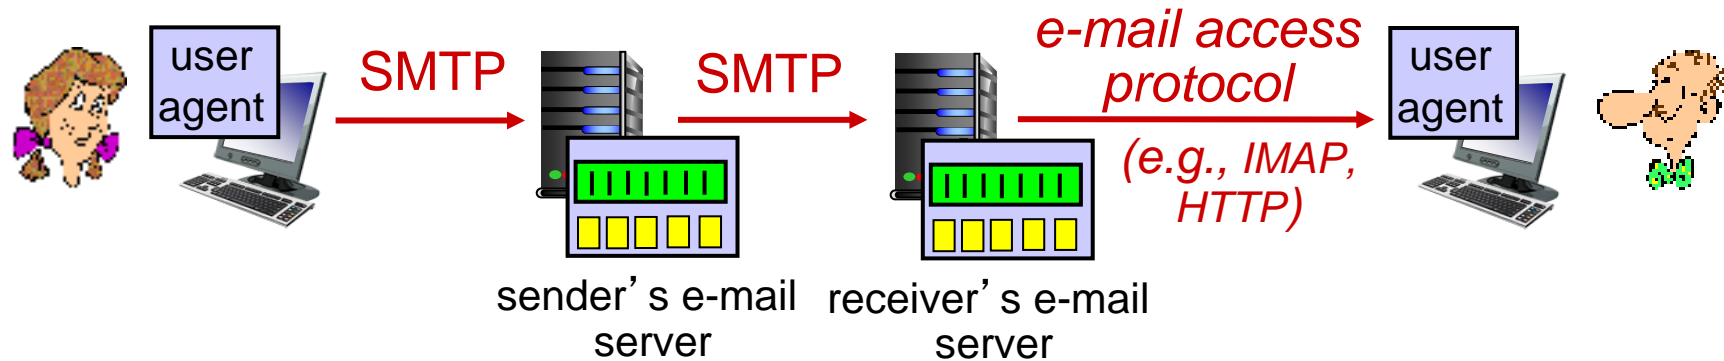 user
agent
SMTP
SMTP
e-mail access
protocol
(e.g., IMAP,
HTTP)
user
agent
sender's e-mail
server
receiver's e-mail
server